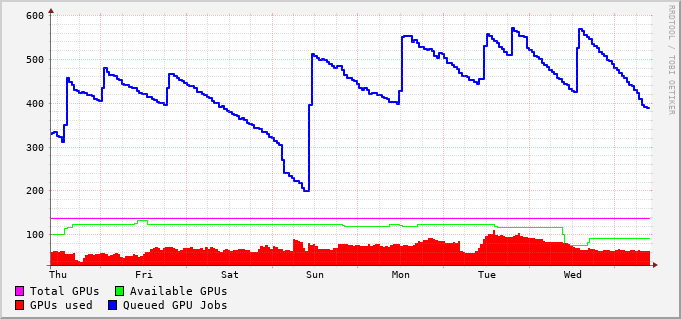 600
500
400
300
200
100
Thu Fri Sat Sun Mon Tue Wed
RRDTOOL / TOBI OETIKER
Total GPUs Available GPUs
GPUs used Queued GPU Jobs